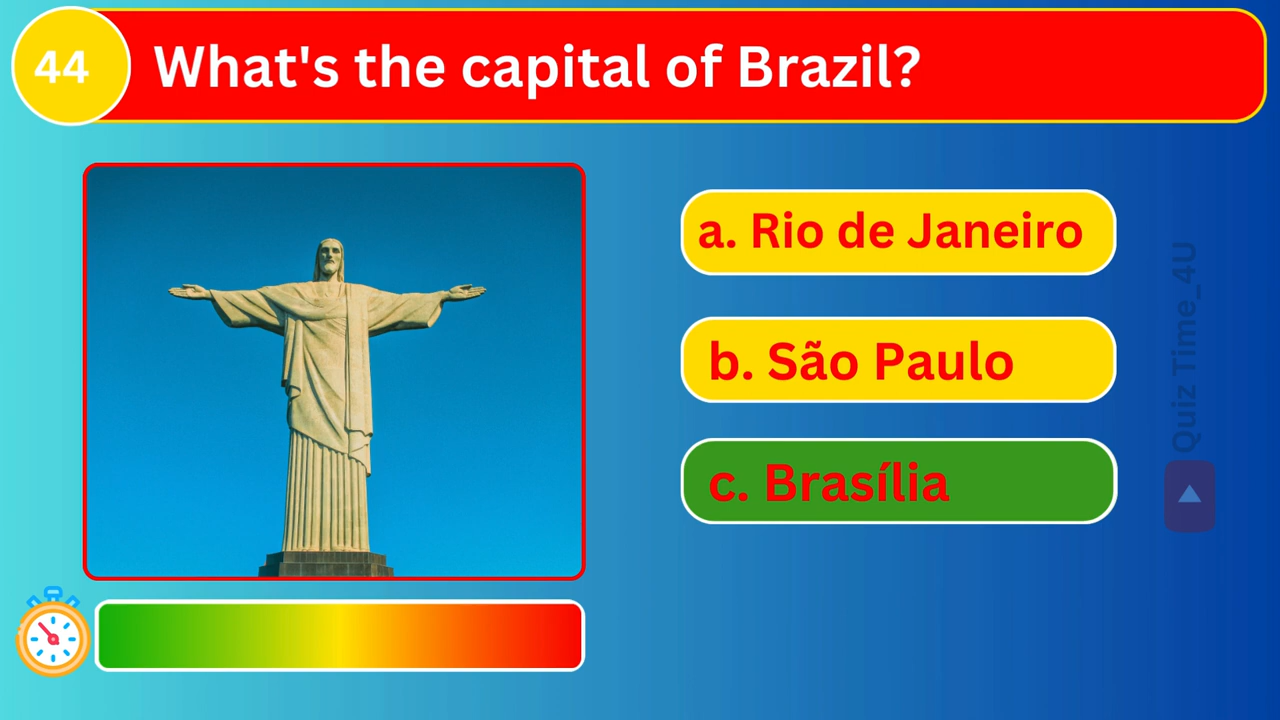 44
What's the capital of Brazil?
a. Rio de Janeiro
b. São Paulo
c. Brasília
Quiz Time_4U